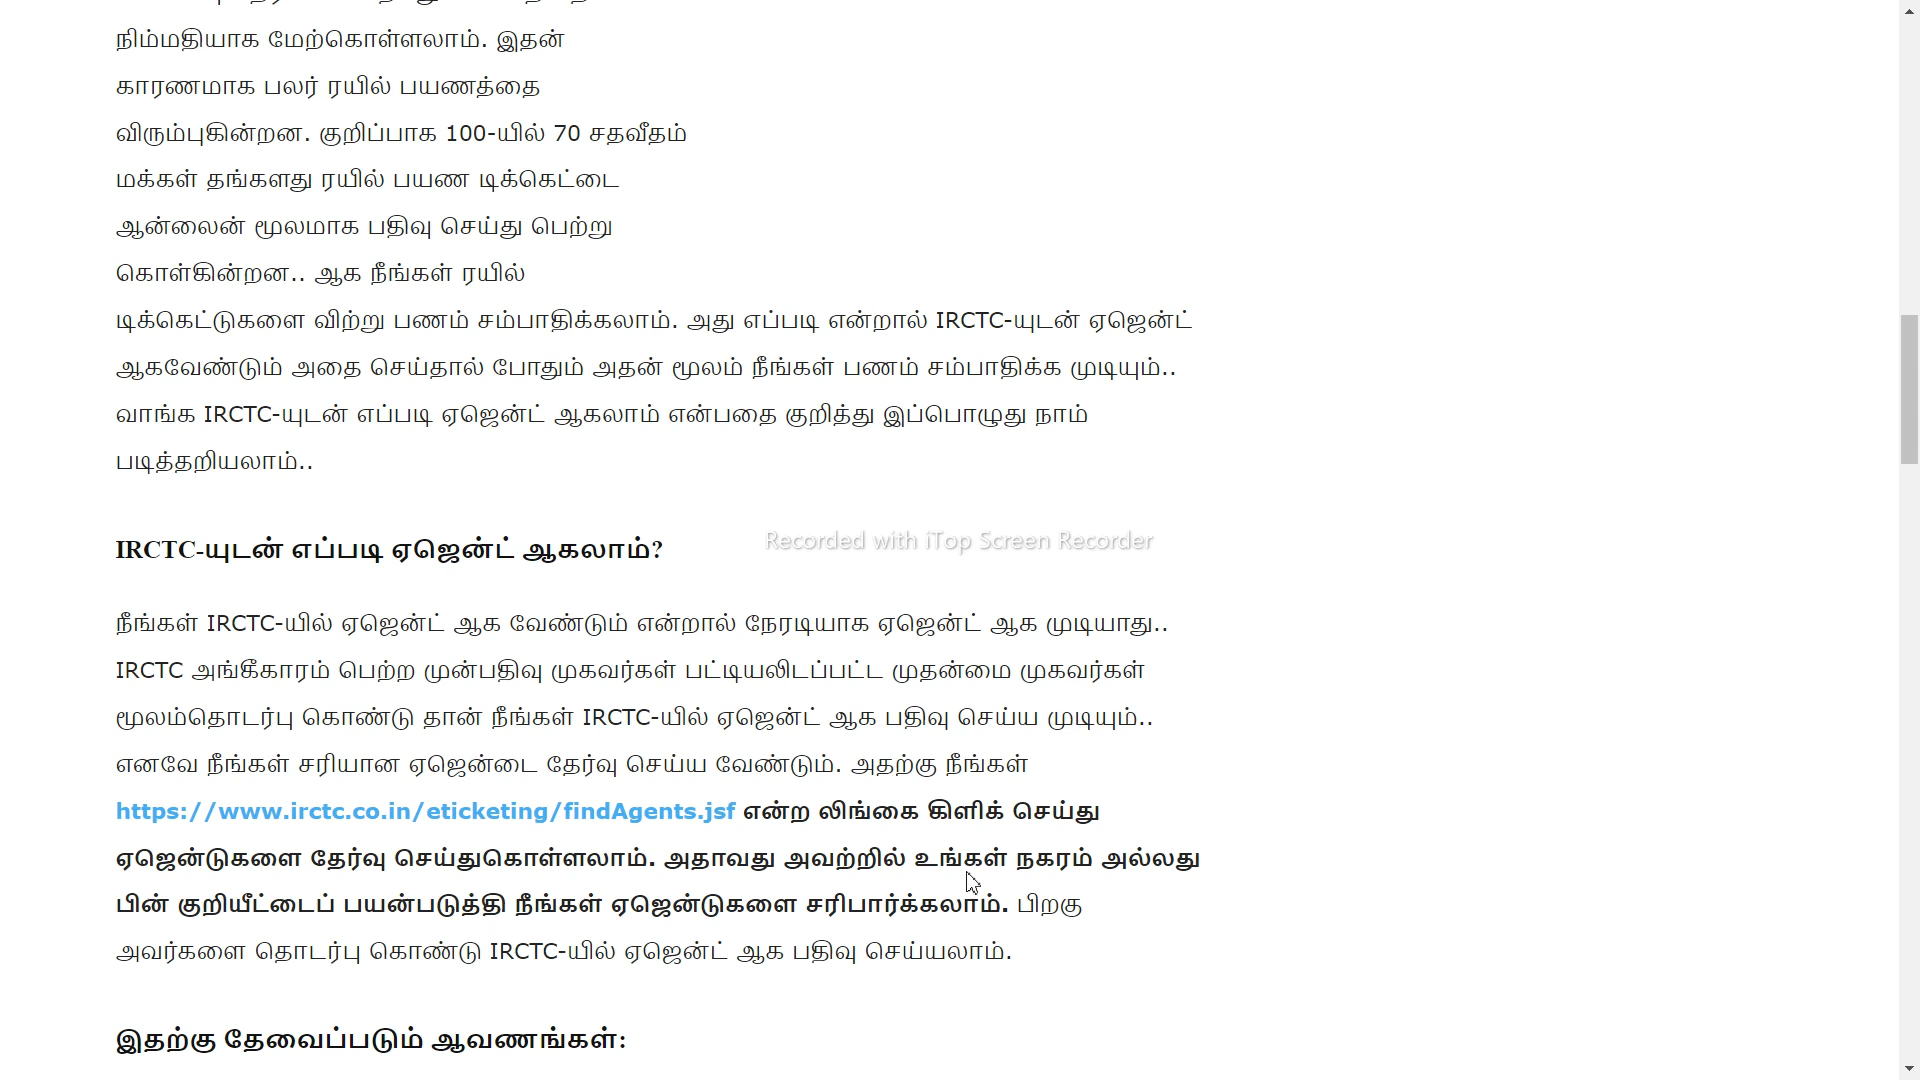 நிம்மதியாக மேற்கொள்ளலாம். இதன்
காரணமாக பலர் ரயில் பயணத்தை
விரும்புகின்றன. குறிப்பாக 100-யில் 70 சதவீதம்
மக்கள் தங்களது ரயில் பயண டிக்கெட்டை
ஆன்லைன் மூலமாக பதிவு செய்து பெற்று
கொள்கின்றன.. ஆக நீங்கள் ரயில்
டிக்கெட்டுகளை விற்று பணம் சம்பாதிக்கலாம். அது எப்படி என்றால் IRCTC-யுடன் ஏஜென்ட்
ஆகவேண்டும் அதை செய்தால் போதும் அதன் மூலம் நீங்கள் பணம் சம்பாதிக்க முடியும்..
வாங்க IRCTC-யுடன் எப்படி ஏஜென்ட் ஆகலாம் என்பதை குறித்து இப்பொழுது நாம்
படித்தறியலாம்..
IRCTC-யுடன் எப்படி ஏஜென்ட் ஆகலாம்?
Recorded with iTop Screen Recorder
நீங்கள் IRCTC-யில் ஏஜென்ட் ஆக வேண்டும் என்றால் நேரடியாக ஏஜென்ட் ஆக முடியாது..
IRCTC அங்கீகாரம் பெற்ற முன்பதிவு முகவர்கள் பட்டியலிடப்பட்ட முதன்மை முகவர்கள்
மூலம்தொடர்பு கொண்டு தான் நீங்கள் IRCTC-யில் ஏஜென்ட் ஆக பதிவு செய்ய முடியும்..
எனவே நீங்கள் சரியான ஏஜென்டை தேர்வு செய்ய வேண்டும். அதற்கு நீங்கள்
https://www.irctc.co.in/eticketing/findAgents.jsf என்ற லிங்கை கிளிக் செய்து
ஏஜென்டுகளை தேர்வு செய்துகொள்ளலாம். அதாவது அவற்றில் உங்கள் நகரம் அல்லது
பின் குறியீட்டைப் பயன்படுத்தி நீங்கள் ஏஜென்டுகளை சரிபார்க்கலாம். பிறகு
அவர்களை தொடர்பு கொண்டு IRCTC-யில் ஏஜென்ட் ஆக பதிவு செய்யலாம்.
இதற்கு தேவைப்படும் ஆவணங்கள்: